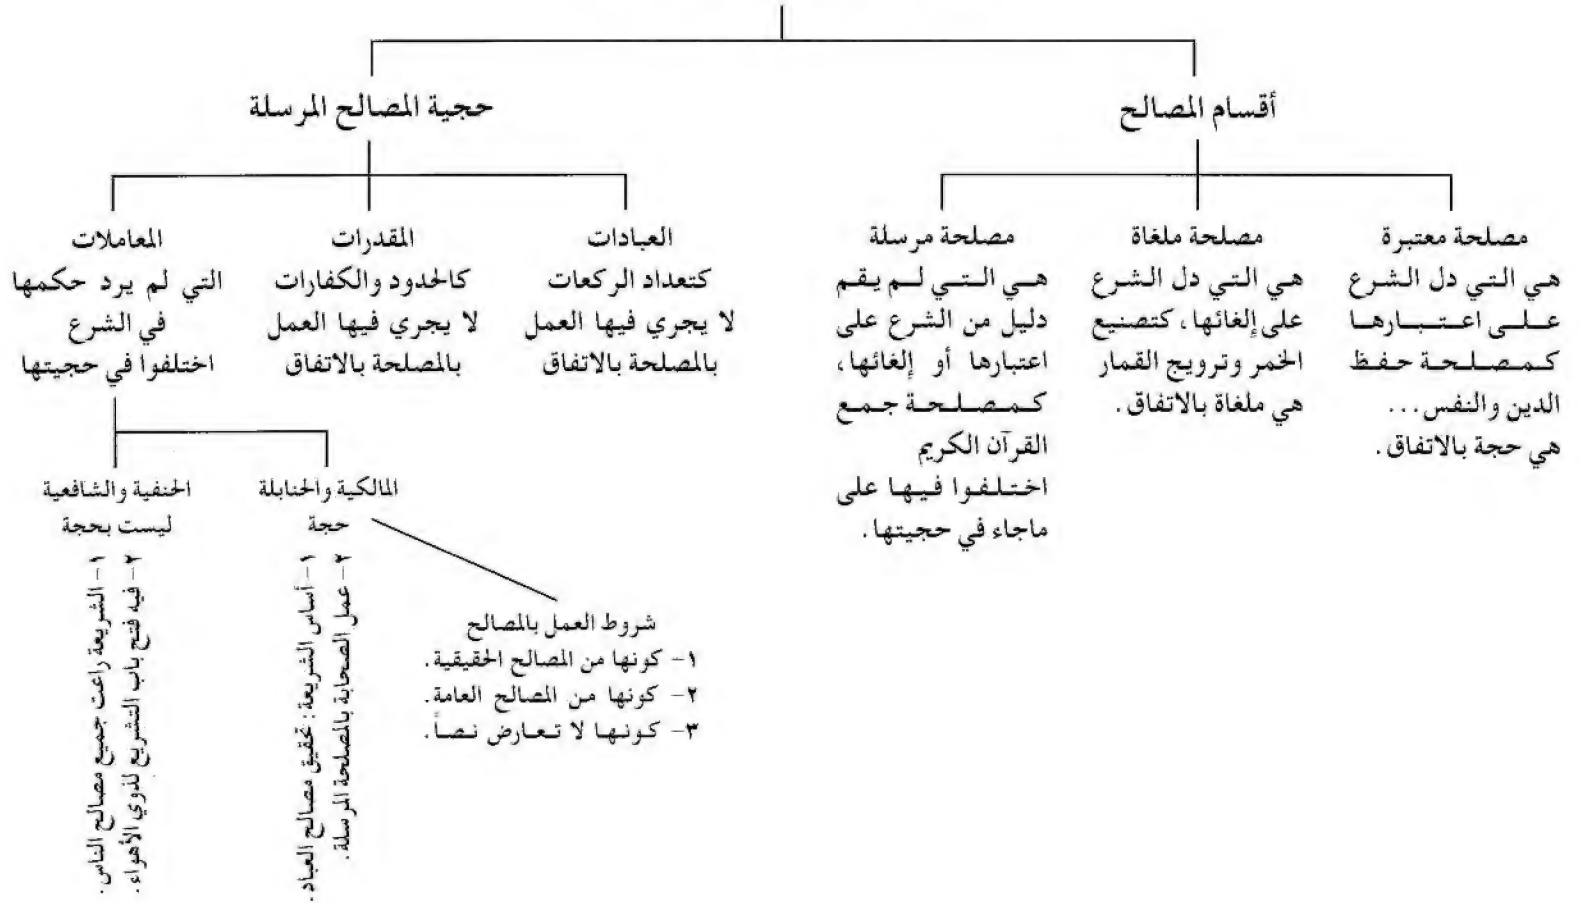 أقسام المصالح
مصلحة معتبرة
هي التي دل الشرع
على اعتبارها
كمصلحة حفظ
الدين والنفس...
هي حجة بالاتفاق.
مصلحة ملغاة
هي التي دل الشرع
على إلغائها، كتصنيع
الخمر وترويج القمار
هي ملغاة بالاتفاق.
مصلحة مرسلة
هي التي لم يقم
دليل من الشرع على
اعتبارها أو إلغائها،
كمصلحة جمع
القرآن الكريم
اختلفوا فيها على
ماجاء في حجيتها.
حجية المصالح المرسلة
العبادات
كتعداد الركعات
لا يجري فيها العمل
بالمصلحة بالاتفاق
المقدرات
كالحدود والكفارات
لا يجري فيها العمل
بالمصلحة بالاتفاق
المعاملات
التي لم يرد حكمها
في الشرع
اختلفوا في حجيتها
المالكية والحنابلة
حجة
١- أساس الشريعة: تحقيق مصالح العباد.
٢- عمل الصحابة بالمصلحة المرسلة.
شروط العمل بالمصالح
١- كونها من المصالح الحقيقية.
٢- كونها من المصالح العامة.
٣- كونها لا تعارض نصاً.
الحنفية والشافعية
ليست بحجة
١- الشريعة راعت جميع مصالح الناس.
٢- فيه فتح باب التشريع لذوي الأهواء.